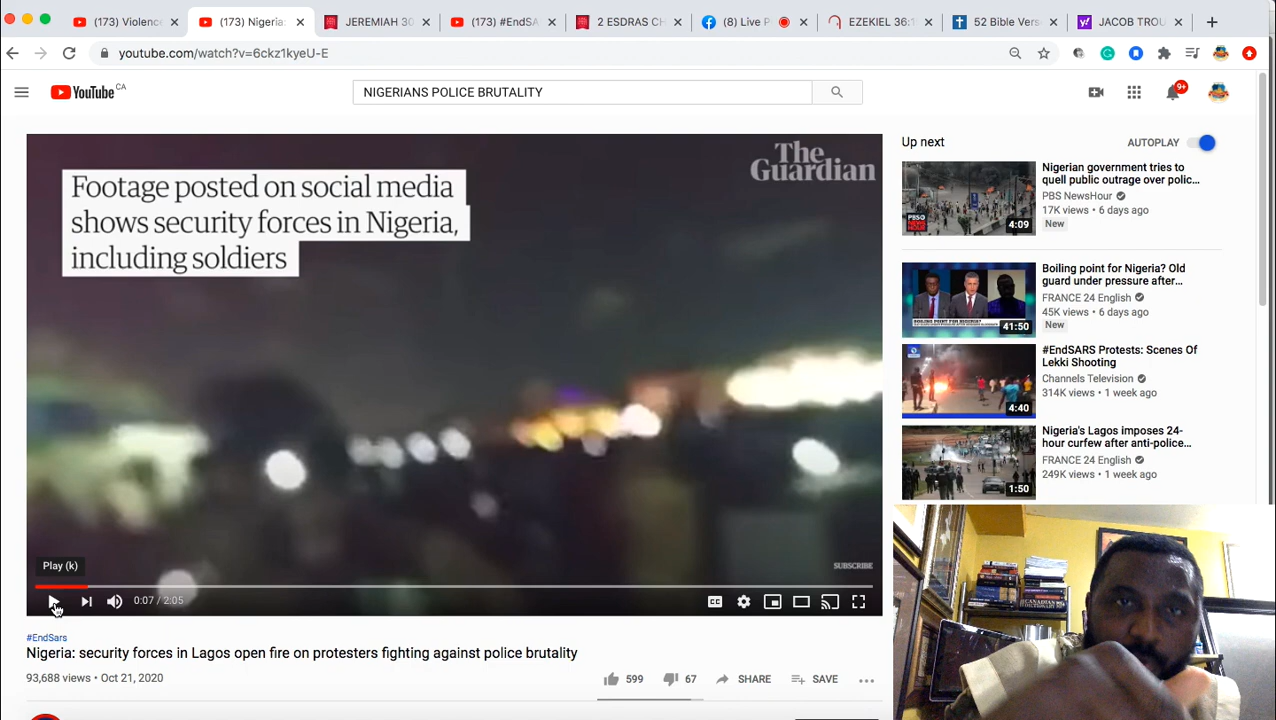 (173) Violence
(173) Nigeria:
JEREMIAH 30
(173) #EndSA
2 ESDRAS CH
(8) Live P
EZEKIEL 36:1
52 Bible Vers
JACOB TROU
youtube.com/watch?v=6ckz1kyeU-E
YouTube CA
NIGERIANS POLICE BRUTALITY
9+
The Guardian
Footage posted on social media
shows security forces in Nigeria,
including soldiers
Play (k)
SUBSCRIBE
0:07 / 2:05
CC
#EndSars
Nigeria: security forces in Lagos open fire on protesters fighting against police brutality
93,688 views • Oct 21, 2020
599
67
SHARE
SAVE
Up next
AUTOPLAY
Nigerian government tries to
quell public outrage over polic...
PBS NewsHour
17K views • 6 days ago
New
4:09
Boiling point for Nigeria? Old
guard under pressure after...
FRANCE 24 English
45K views • 6 days ago
New
41:50
#EndSARS Protests: Scenes Of
Lekki Shooting
Channels Television
314K views • 1 week ago
4:40
Nigeria's Lagos imposes 24-
hour curfew after anti-police...
FRANCE 24 English
249K views • 1 week ago
1:50